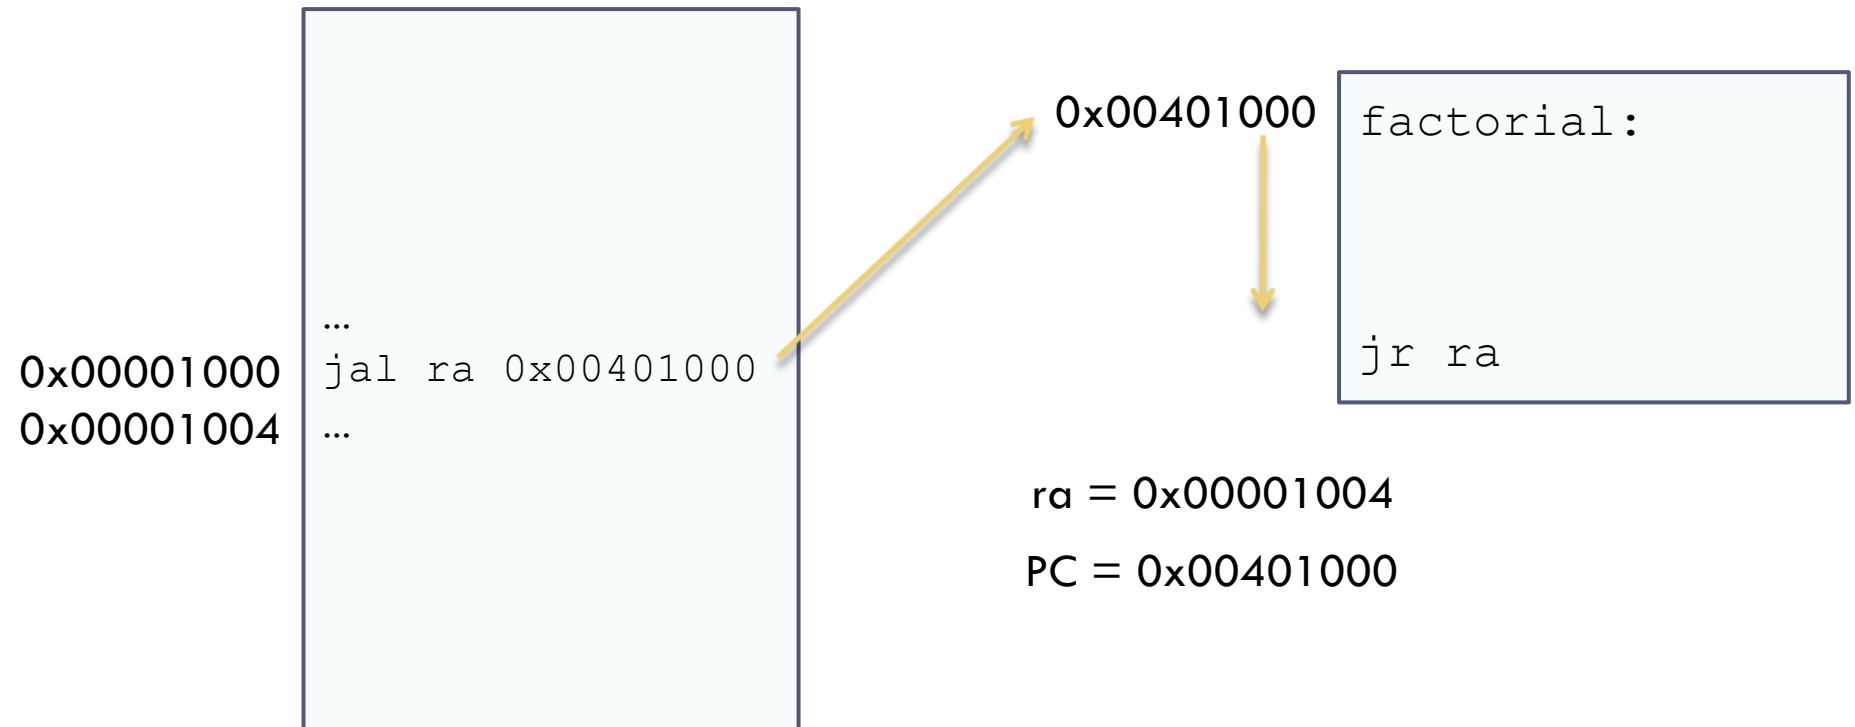 …
0x00001000 jal ra 0x00401000
0x00001004 …
0x00401000 factorial:
jr ra
ra = 0x00001004
PC = 0x00401000